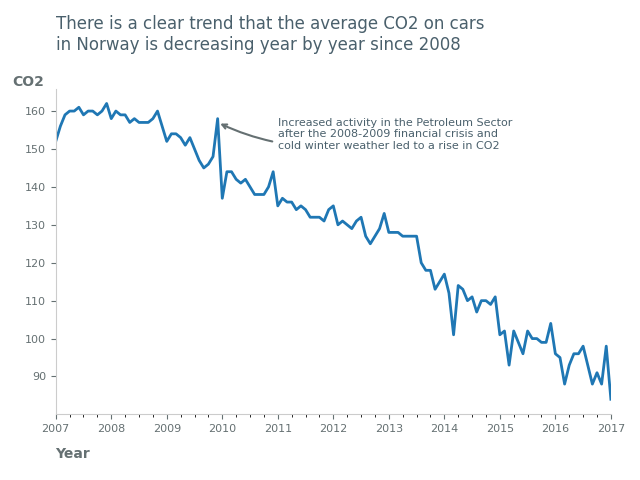 There is a clear trend that the average CO2 on cars
in Norway is decreasing year by year since 2008
CO2
Increased activity in the Petroleum Sector
after the 2008-2009 financial crisis and
cold winter weather led to a rise in CO2
160
150
140
130
120
110
100
90
2007 2008 2009 2010 2011 2012 2013 2014 2015 2016 2017
Year